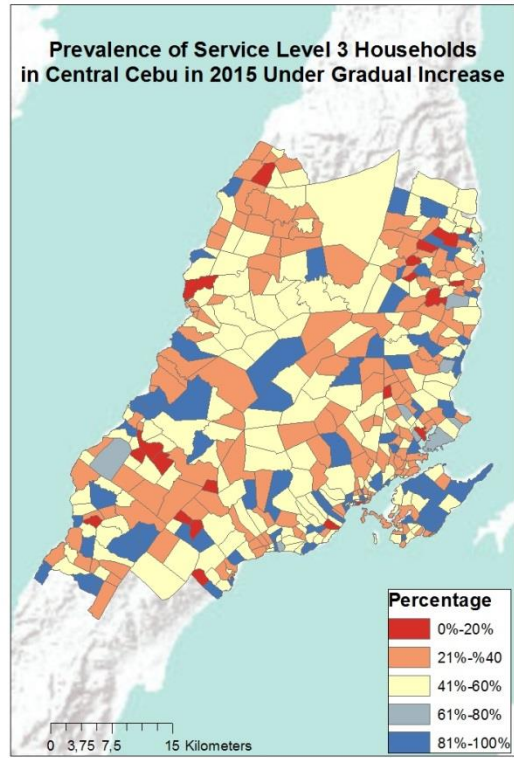 Prevalence of Service Level 3 Households
in Central Cebu in 2015 Under Gradual Increase
Percentage
0%-20%
21%-%40
41%-60%
61%-80%
81%-100%
0 3,75 7,5 15 Kilometers